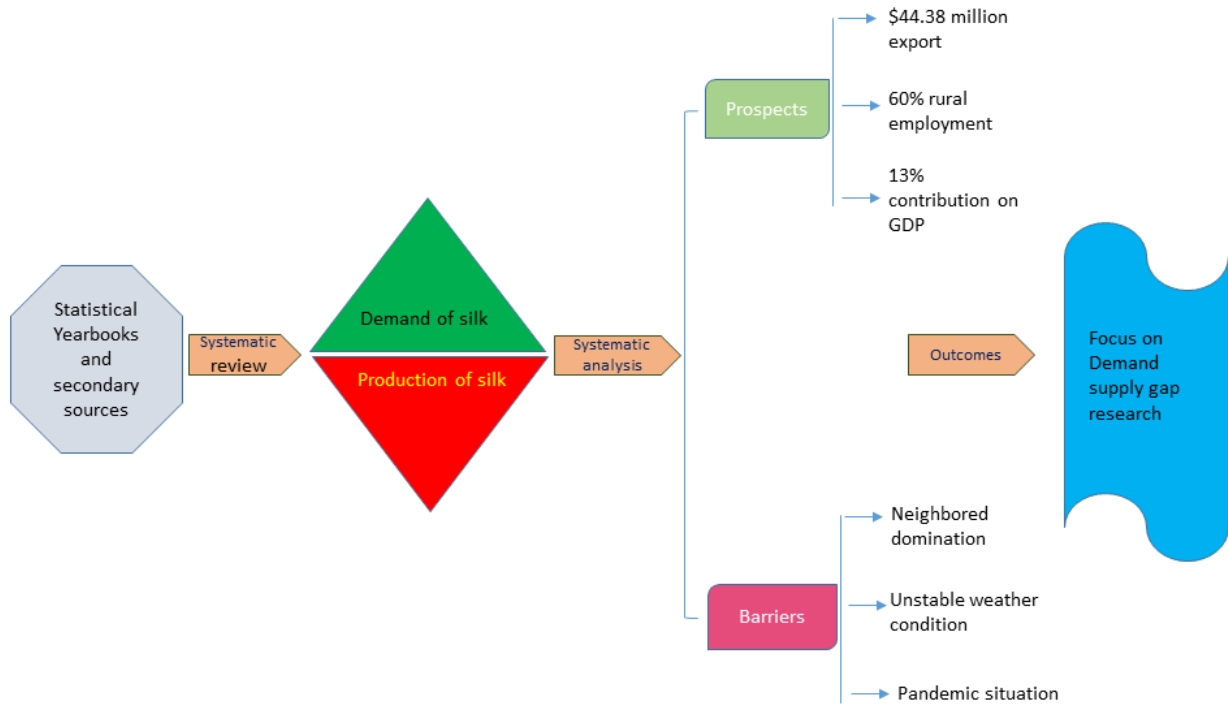 Statistical
Yearbooks
and
secondary
sources
Systematic
review
Demand of silk
Production of silk
Systematic
analysis
Prospects
$44.38 million
export
60% rural
employment
13%
contribution on
GDP
Barriers
Neighbored
domination
Unstable weather
condition
Pandemic situation
Outcomes
Focus on
Demand
supply gap
research